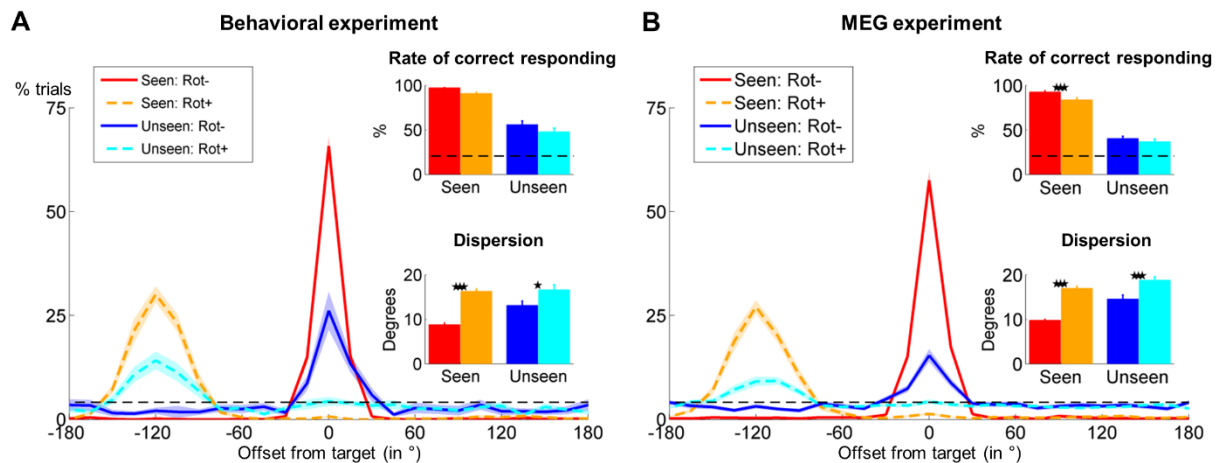 A
Behavioral experiment
% trials
75
50
25
0
-180
-120
-60
0
60
120
180
Offset from target (in °)
Seen: Rot-
Seen: Rot+
Unseen: Rot-
Unseen: Rot+
Rate of correct responding
%
100
50
0
Seen
Unseen
Dispersion
Degrees
20
10
0
Seen
Unseen
B
MEG experiment
75
50
25
0
-180
-120
-60
0
60
120
180
Offset from target (in °)
Seen: Rot-
Seen: Rot+
Unseen: Rot-
Unseen: Rot+
Rate of correct responding
%
100
50
0
Seen
Unseen
Dispersion
Degrees
20
10
0
Seen
Unseen